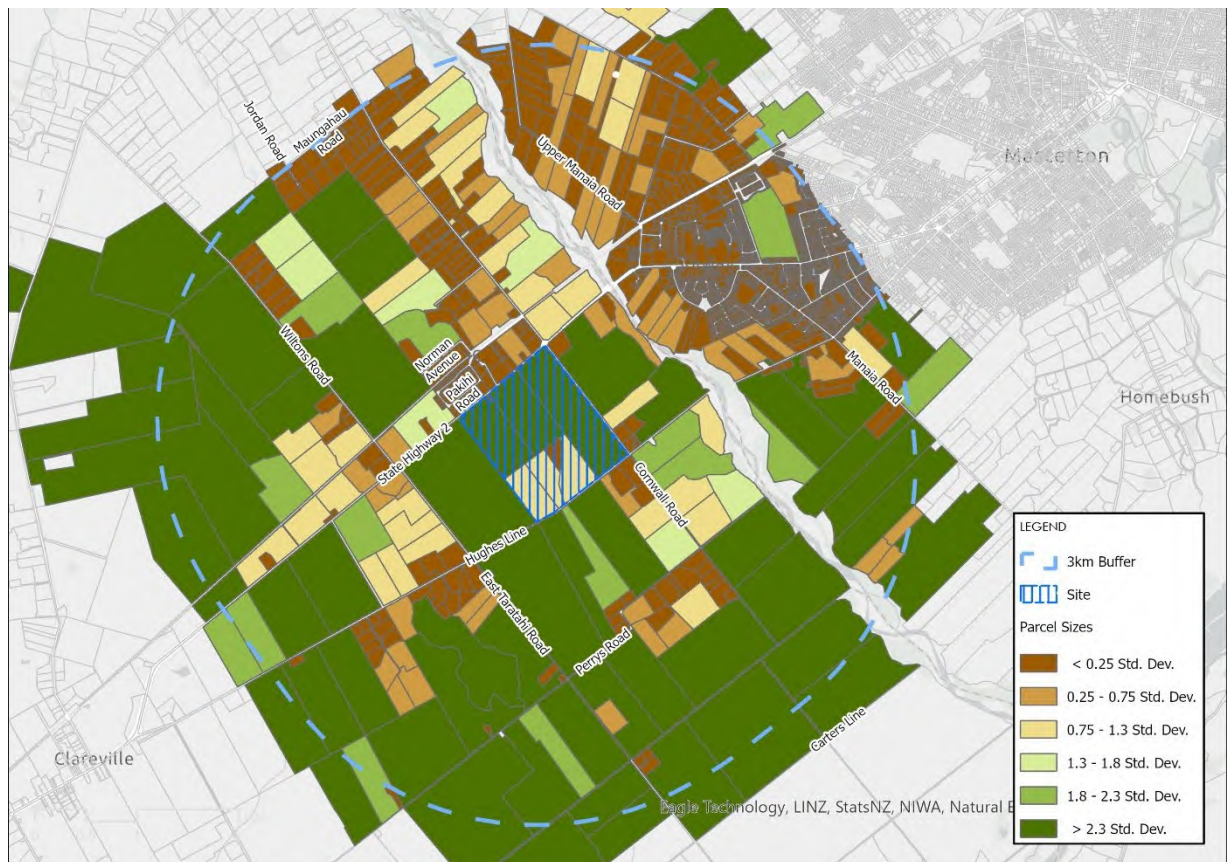 Jordan Road
Maungahau
Road
Upper Manaia Road
Masterton
Wiltons Road
Norman
Avenue
Pakihi
Road
State Highway 2
Manaia Road
Homebush
Cornwall Road
Hughes Line
East Taratahi Road
Perrys Road
Carters Line
Clareville
LEGEND
3km Buffer
Site
Parcel Sizes
< 0.25 Std. Dev.
0.25 - 0.75 Std. Dev.
0.75 - 1.3 Std. Dev.
1.3 - 1.8 Std. Dev.
1.8 - 2.3 Std. Dev.
> 2.3 Std. Dev.
Eagle Technology, LINZ, StatsNZ, NIWA, Natural E